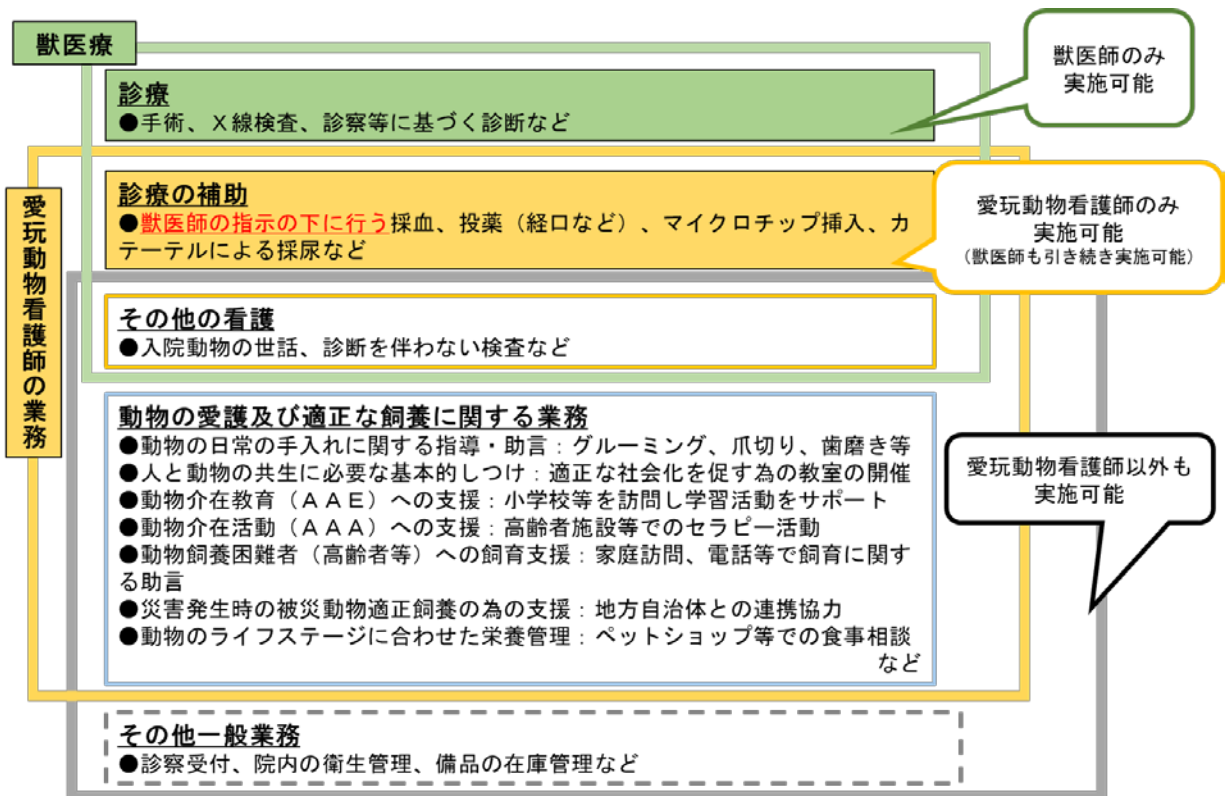 獣医療
獣医師のみ
実施可能
診療
●手術、X線検査、診察等に基づく診断など
愛玩動物看護師の業務
診療の補助
●獣医師の指示の下に行う採血、投薬（経口など）、マイクロチップ挿入、カ
テーテルによる採尿など
愛玩動物看護師のみ
実施可能
（獣医師も引き続き実施可能）
その他の看護
●入院動物の世話、診断を伴わない検査など
動物の愛護及び適正な飼養に関する業務
●動物の日常の手入れに関する指導・助言：グルーミング、爪切り、歯磨き等
●人と動物の共生に必要な基本的しつけ：適正な社会化を促す為の教室の開催
●動物介在教育（ＡＡＥ）への支援：小学校等を訪問し学習活動をサポート
●動物介在活動（ＡＡＡ）への支援：高齢者施設等でのセラピー活動
●動物飼養困難者（高齢者等）への飼育支援：家庭訪問、電話等で飼育に関す
る助言
●災害発生時の被災動物適正飼養の為の支援：地方自治体との連携協力
●動物のライフステージに合わせた栄養管理：ペットショップ等での食事相談
など
愛玩動物看護師以外も
実施可能
その他一般業務
●診察受付、院内の衛生管理、備品の在庫管理など